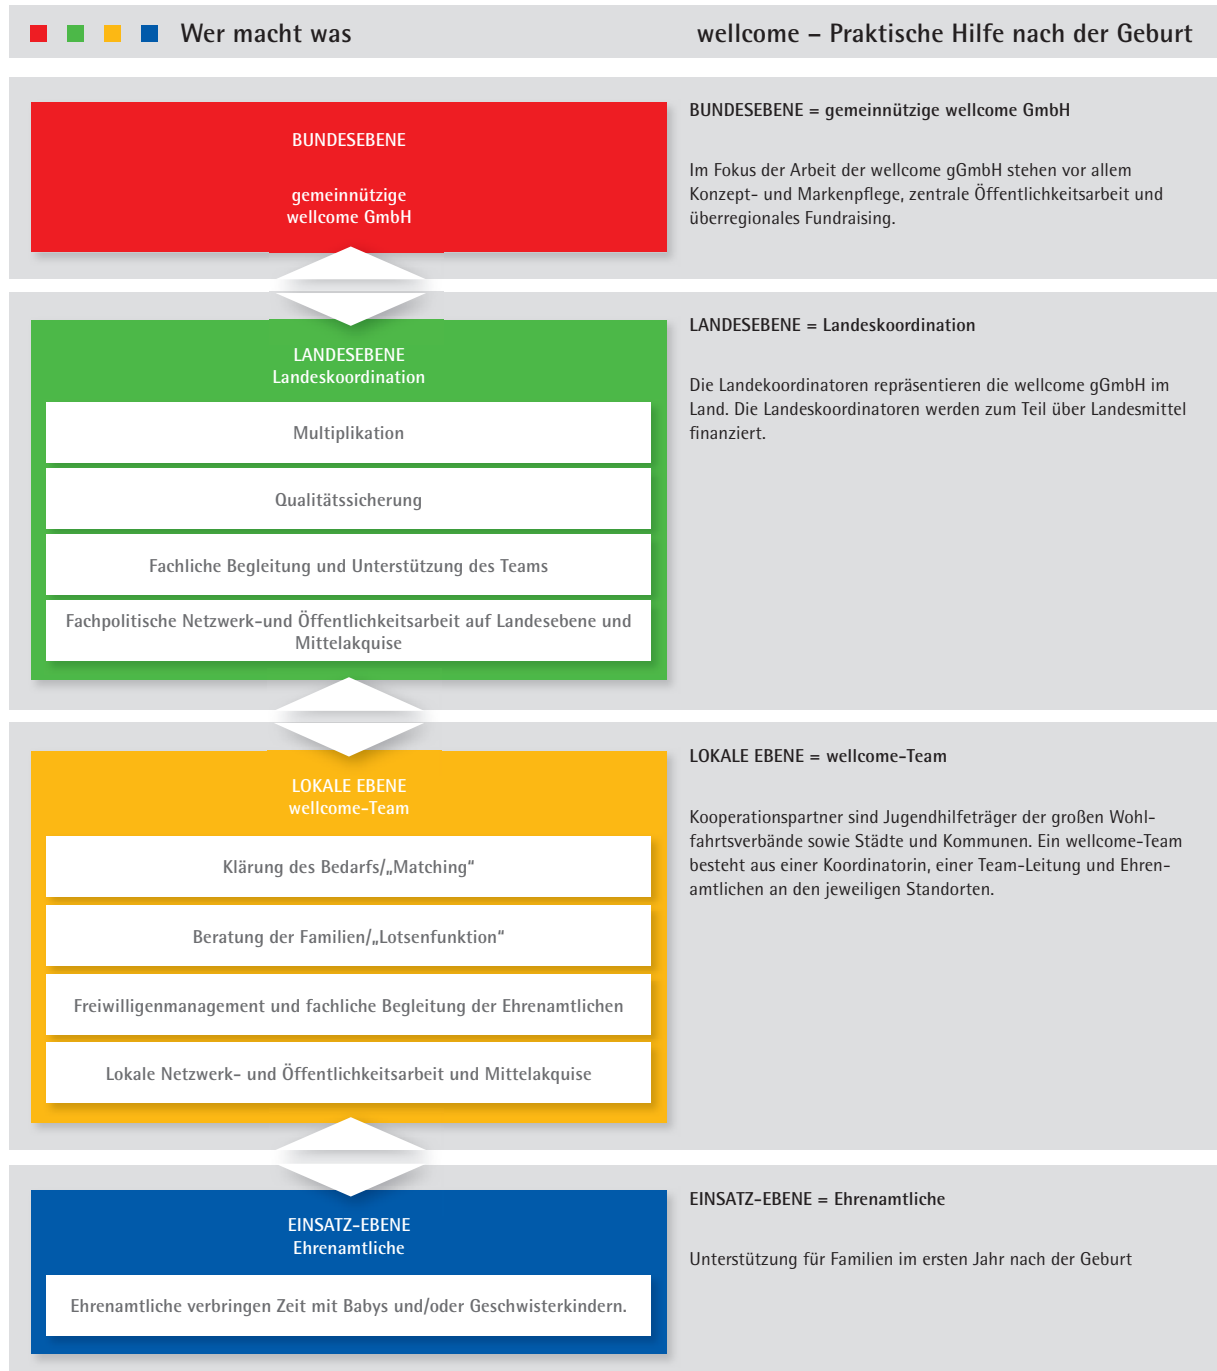 Wer macht was
wellcome – Praktische Hilfe nach der Geburt
BUNDESEBENE
gemeinnützige
wellcome GmbH
BUNDESEBENE = gemeinnützige wellcome GmbH
Im Fokus der Arbeit der wellcome gGmbH stehen vor allem
Konzept- und Markenpflege, zentrale Öffentlichkeitsarbeit und
überregionales Fundraising.
LANDESEBENE
Landeskoordination
Multiplikation
Qualitätssicherung
Fachliche Begleitung und Unterstützung des Teams
Fachpolitische Netzwerk-und Öffentlichkeitsarbeit auf Landesebene und
Mittelakquise
LANDESEBENE = Landeskoordination
Die Landekoordinatoren repräsentieren die wellcome gGmbH im
Land. Die Landeskoordinatoren werden zum Teil über Landesmittel
finanziert.
LOKALE EBENE
wellcome-Team
Klärung des Bedarfs/„Matching“
Beratung der Familien/„Lotsenfunktion“
Freiwilligenmanagement und fachliche Begleitung der Ehrenamtlichen
Lokale Netzwerk- und Öffentlichkeitsarbeit und Mittelakquise
LOKALE EBENE = wellcome-Team
Kooperationspartner sind Jugendhilfeträger der großen Wohl-
fahrtsverbände sowie Städte und Kommunen. Ein wellcome-Team
besteht aus einer Koordinatorin, einer Team-Leitung und Ehren-
amtlichen an den jeweiligen Standorten.
EINSATZ-EBENE
Ehrenamtliche
Ehrenamtliche verbringen Zeit mit Babys und/oder Geschwisterkindern.
EINSATZ-EBENE = Ehrenamtliche
Unterstützung für Familien im ersten Jahr nach der Geburt